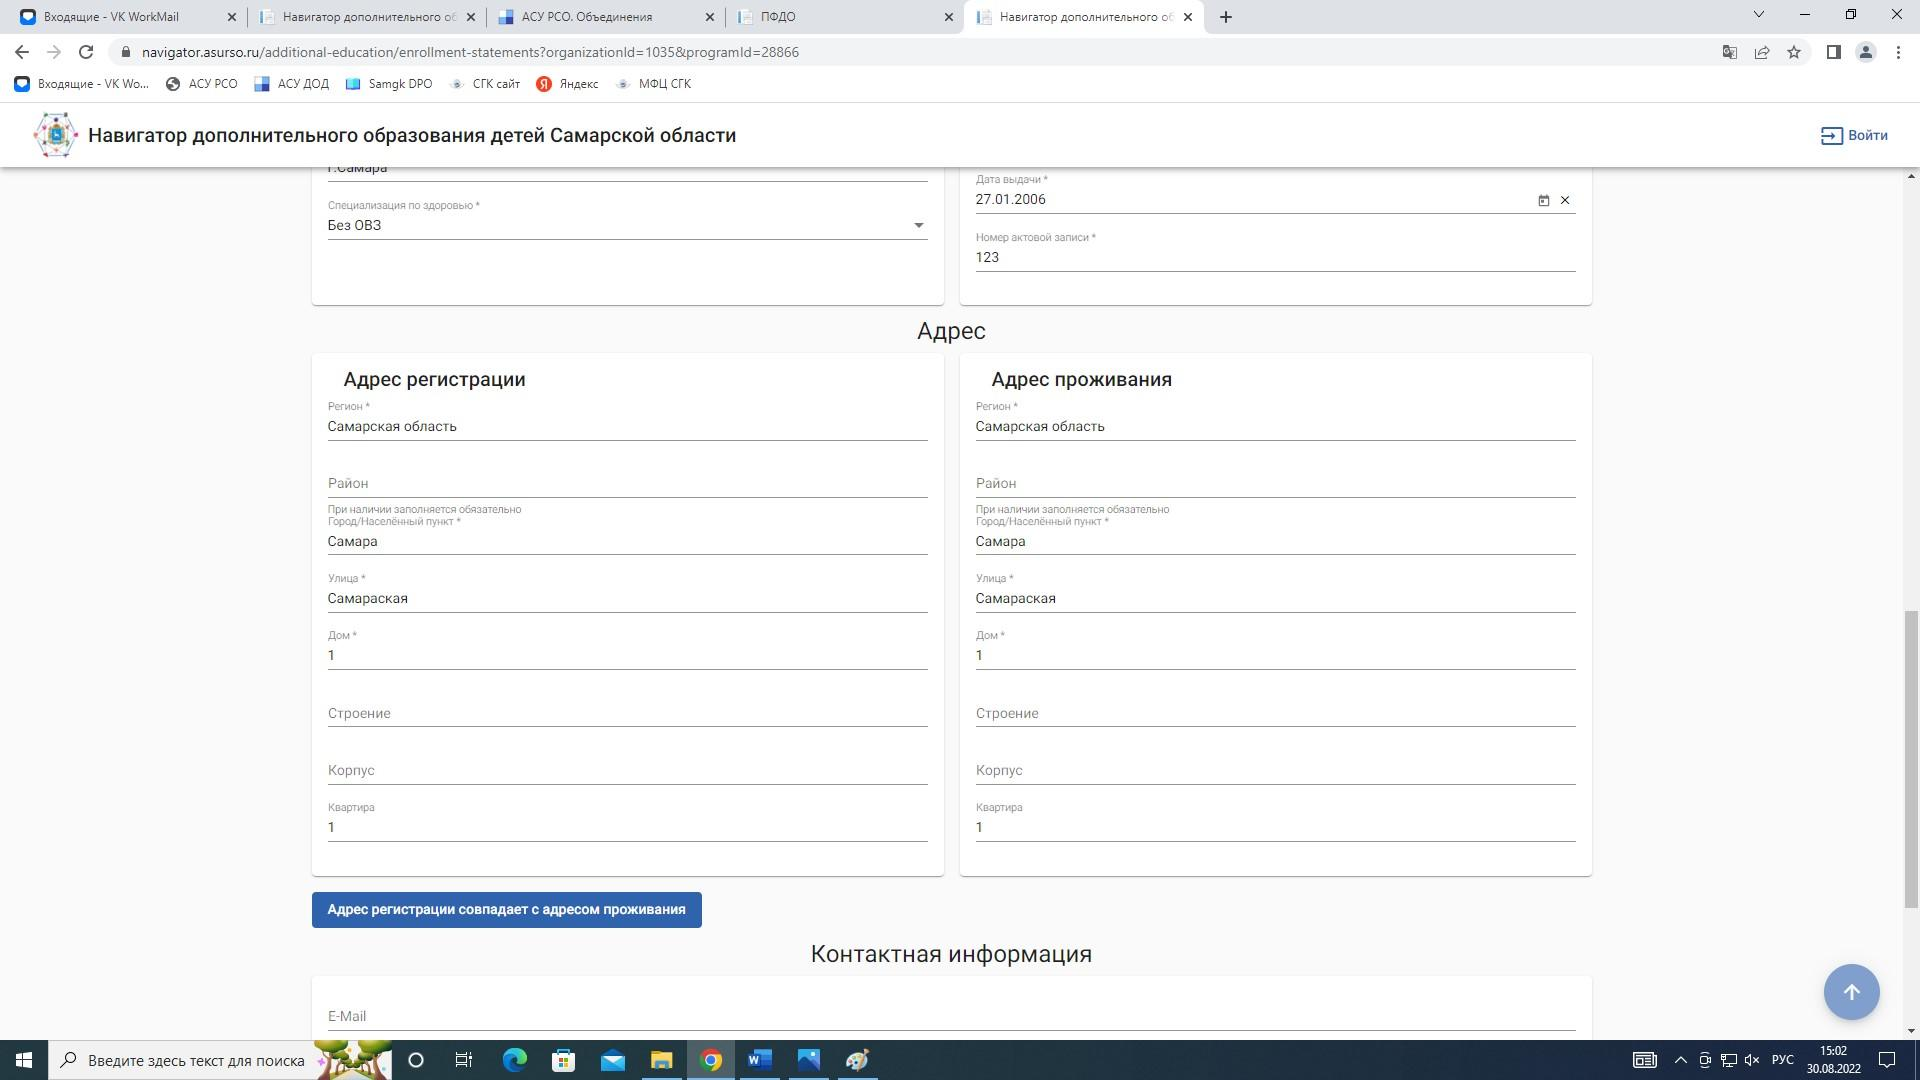 Входящие - VK WorkMail
Навигатор дополнительного об
АСУ РСО. Объединения
ПФДО
Навигатор дополнительного об
navigator.asurso.ru/additional-education/enrollment-statements?organizationId=1035&programId=28866
Входящие - VK Wo...
АСУ РСО
АСУ ДОД
Samgk DPO
СГК сайт
Яндекс
МФЦ СГК
Навигатор дополнительного образования детей Самарской области
Войти
г.Самара
Специализация по здоровью *
Без ОВЗ
Дата выдачи *
27.01.2006
Номер актовой записи *
123
Адрес
Адрес регистрации
Регион *
Самарская область
Район
При наличии заполняется обязательно
Город/Населённый пункт *
Самара
Улица *
Самараская
Дом *
1
Строение
Корпус
Квартира
1
Адрес проживания
Регион *
Самарская область
Район
При наличии заполняется обязательно
Город/Населённый пункт *
Самара
Улица *
Самараская
Дом *
1
Строение
Корпус
Квартира
1
Адрес регистрации совпадает с адресом проживания
Контактная информация
E-Mail
Введите здесь текст для поиска
РУС
15:02
30.08.2022